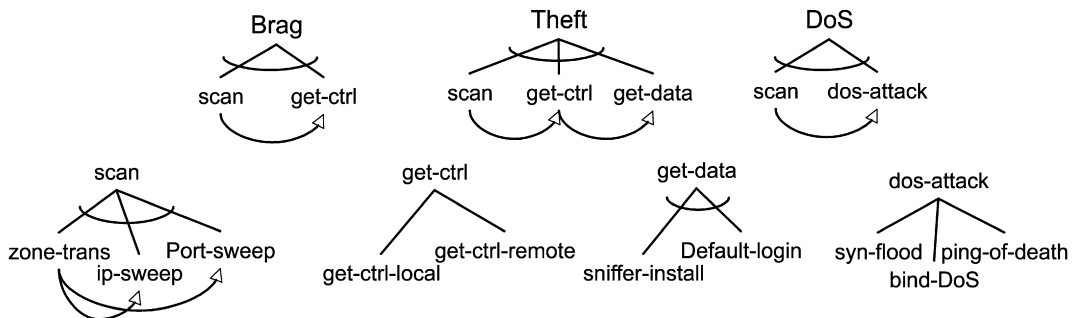 Brag
Theft
DoS
scan get-ctrl
scan get-ctrl get-data
scan dos-attack
scan
get-ctrl
get-data
dos-attack
zone-trans
ip-sweep
Port-sweep
get-ctrl-local
get-ctrl-remote
sniffer-install
Default-login
syn-flood
bind-DoS
ping-of-death